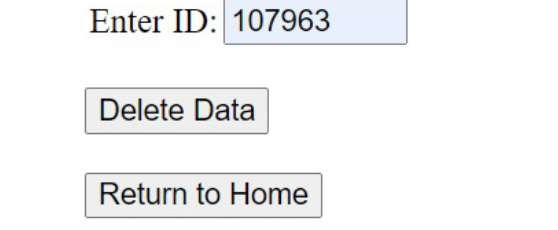 Enter ID: 107963
Delete Data
Return to Home